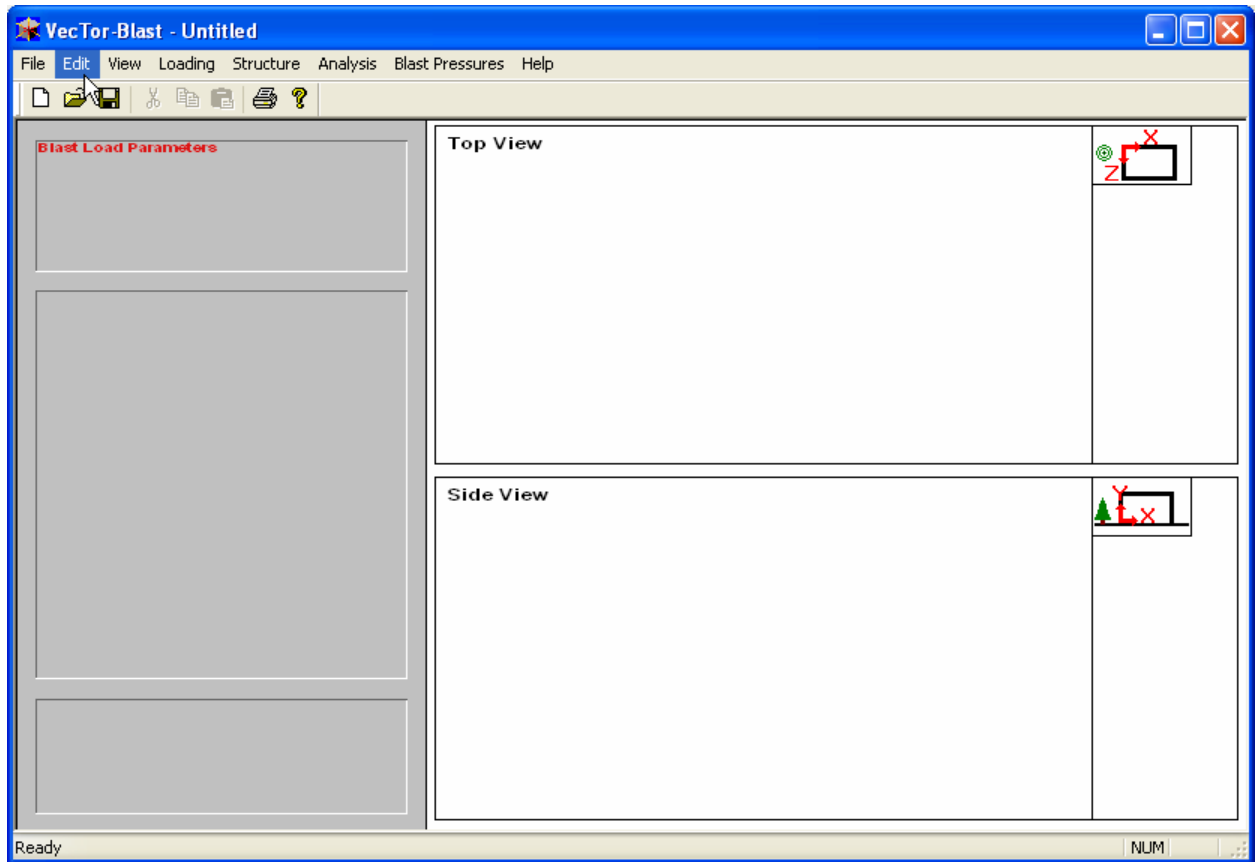 VecTor-Blast - Untitled
File Edit View Loading Structure Analysis Blast Pressures Help
Blast Load Parameters
Top View
X
Z
Side View
Y
X
Ready NUM